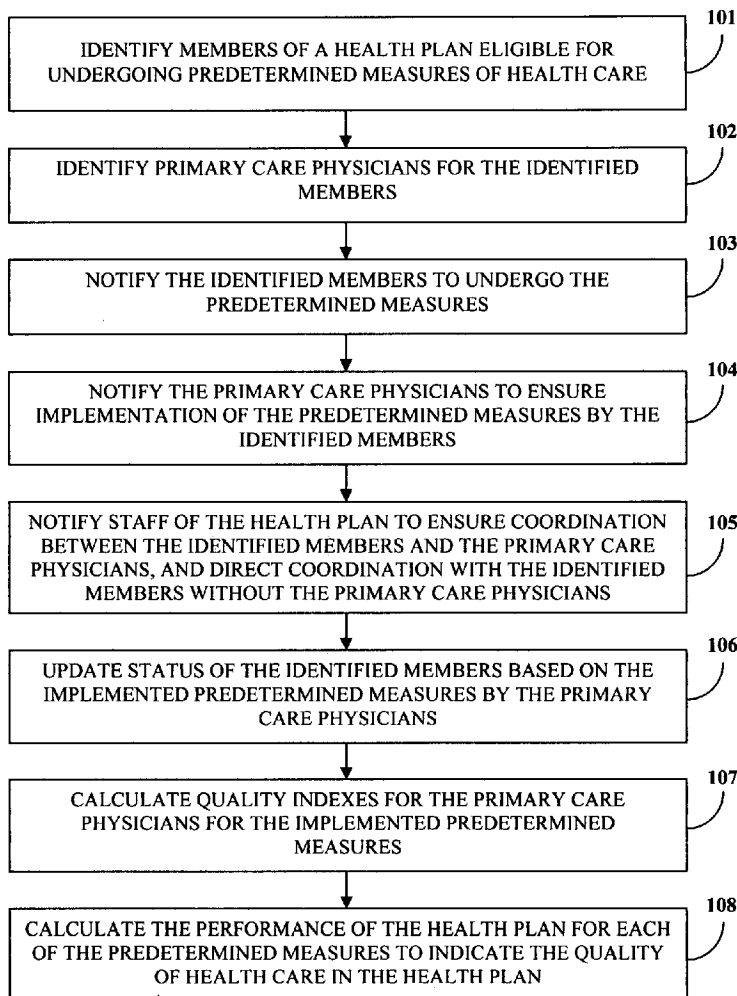 101
IDENTIFY MEMBERS OF A HEALTH PLAN ELIGIBLE FOR
UNDERGOING PREDETERMINED MEASURES OF HEALTH CARE
102
IDENTIFY PRIMARY CARE PHYSICIANS FOR THE IDENTIFIED
MEMBERS
103
NOTIFY THE IDENTIFIED MEMBERS TO UNDERGO THE
PREDETERMINED MEASURES
104
NOTIFY THE PRIMARY CARE PHYSICIANS TO ENSURE
IMPLEMENTATION OF THE PREDETERMINED MEASURES BY THE
IDENTIFIED MEMBERS
105
NOTIFY STAFF OF THE HEALTH PLAN TO ENSURE COORDINATION
BETWEEN THE IDENTIFIED MEMBERS AND THE PRIMARY CARE
PHYSICIANS, AND DIRECT COORDINATION WITH THE IDENTIFIED
MEMBERS WITHOUT THE PRIMARY CARE PHYSICIANS
106
UPDATE STATUS OF THE IDENTIFIED MEMBERS BASED ON THE
IMPLEMENTED PREDETERMINED MEASURES BY THE PRIMARY
CARE PHYSICIANS
107
CALCULATE QUALITY INDEXES FOR THE PRIMARY CARE
PHYSICIANS FOR THE IMPLEMENTED PREDETERMINED
MEASURES
108
CALCULATE THE PERFORMANCE OF THE HEALTH PLAN FOR EACH
OF THE PREDETERMINED MEASURES TO INDICATE THE QUALITY
OF HEALTH CARE IN THE HEALTH PLAN